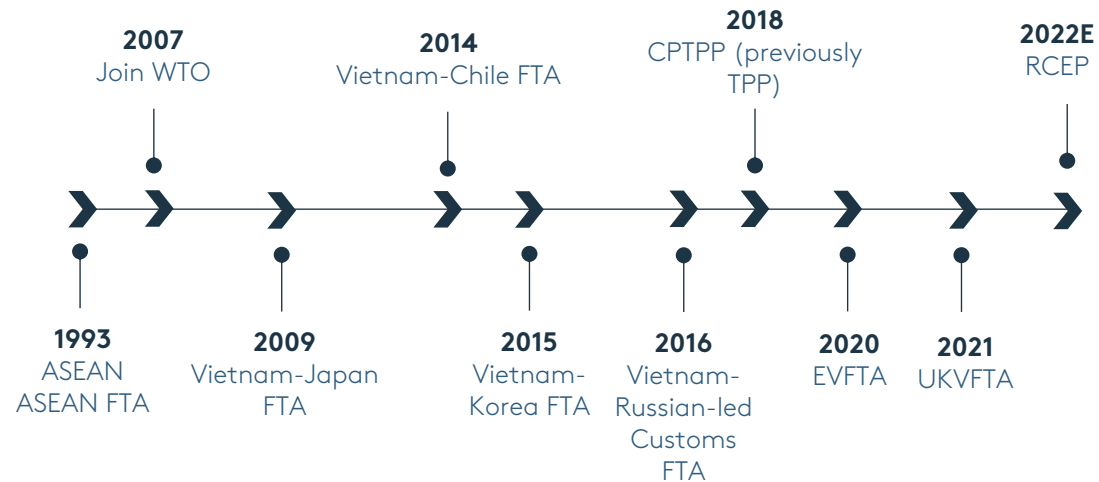 2007
Join WTO
2014
Vietnam-Chile FTA
2018
CPTPP (previously
TPP)
2022E
RCEP
1993
ASEAN
ASEAN FTA
2009
Vietnam-Japan
FTA
2015
Vietnam-
Korea FTA
2016
Vietnam-
Russian-led
Customs
FTA
2020
EVFTA
2021
UKVFTA